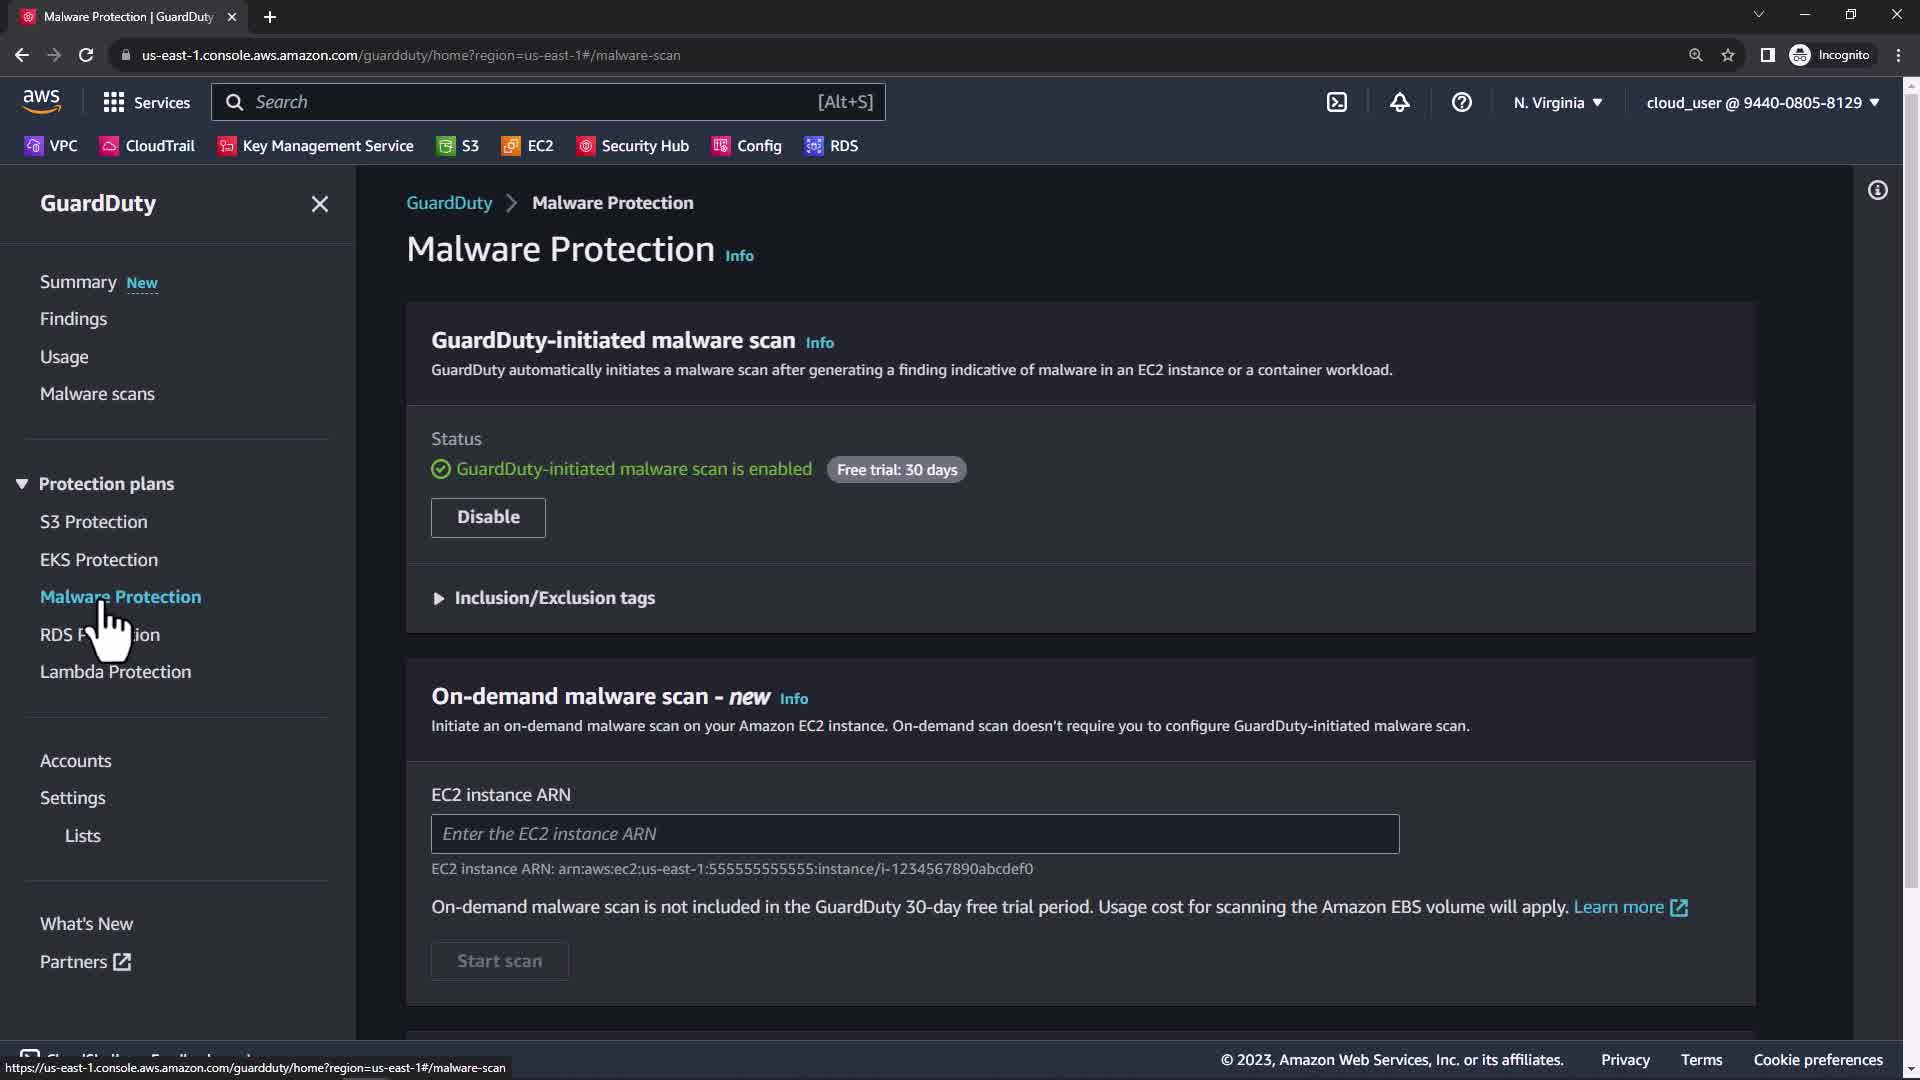 Malware Protection | GuardDuty
us-east-1.console.aws.amazon.com/guardduty/home?region=us-east-1#/malware-scan
Incognito
aws
Services
Search
[Alt+S]
N. Virginia
cloud_user @ 9440-0805-8129
VPC
CloudTrail
Key Management Service
S3
EC2
Security Hub
Config
RDS
GuardDuty
Summary New
Findings
Usage
Malware scans
Protection plans
S3 Protection
EKS Protection
Malware Protection
RDS
Lambda Protection
Accounts
Settings
Lists
What's New
Partners
GuardDuty > Malware Protection
Malware Protection Info
GuardDuty-initiated malware scan Info
GuardDuty automatically initiates a malware scan after generating a finding indicative of malware in an EC2 instance or a container workload.
Status
GuardDuty-initiated malware scan is enabled Free trial: 30 days
Disable
Inclusion/Exclusion tags
On-demand malware scan - new Info
Initiate an on-demand malware scan on your Amazon EC2 instance. On-demand scan doesn't require you to configure GuardDuty-initiated malware scan.
EC2 instance ARN
Enter the EC2 instance ARN
EC2 instance ARN: arn:aws:ec2:us-east-1:555555555555:instance/i-1234567890abcdef0
On-demand malware scan is not included in the GuardDuty 30-day free trial period. Usage cost for scanning the Amazon EBS volume will apply. Learn more
Start scan
© 2023, Amazon Web Services, Inc. or its affiliates.
Privacy
Terms
Cookie preferences
https://us-east-1.console.aws.amazon.com/guardduty/home?region=us-east-1#/malware-scan